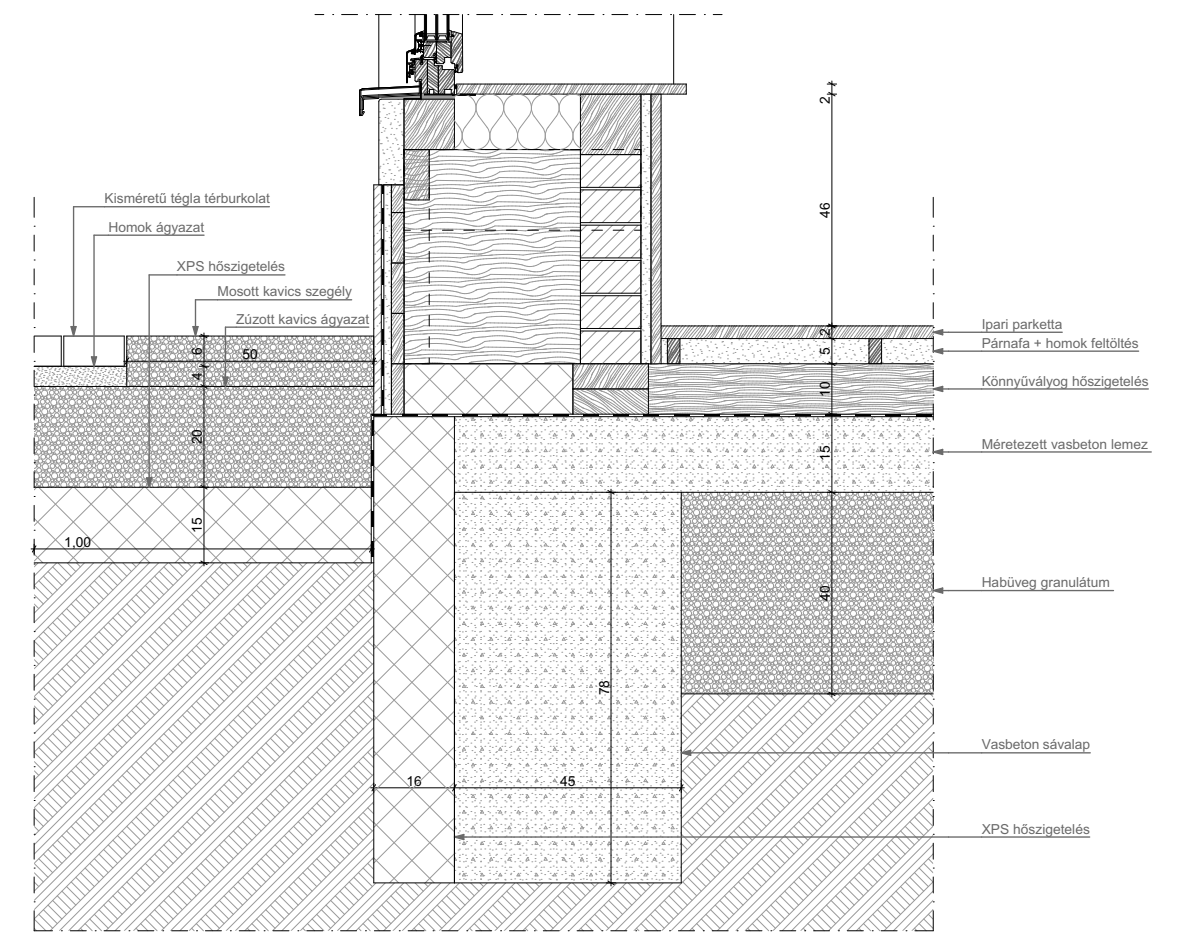 2
46
Kisméretű tégla térburkolat
Homok ágyazat
XPS hőszigetelés
Mosott kavics szegély
Zúzott kavics ágyazat
6
50
4
20
15
1,00
2
5
10
15
40
78
16
45
Ipari parketta
Párnafa + homok feltöltés
Könnyűvályog hőszigetelés
Méretezett vasbeton lemez
Habüveg granulátum
Vasbeton sávalap
XPS hőszigetelés